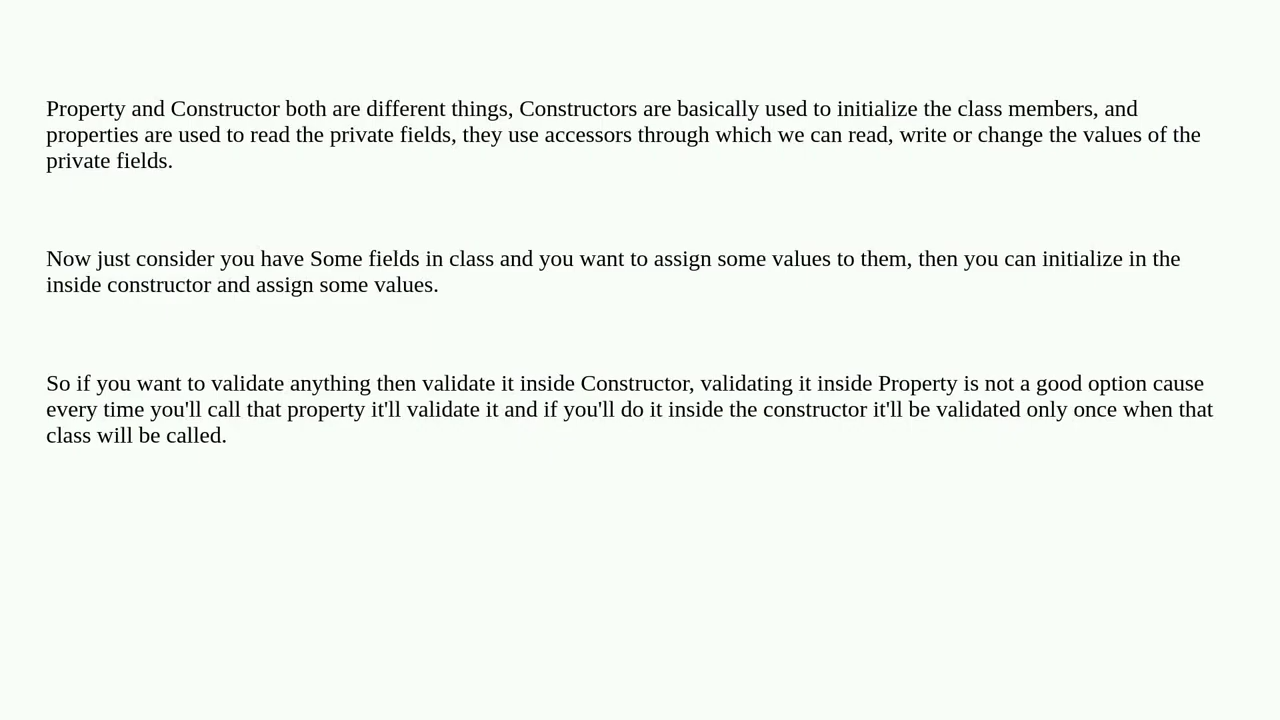 Property and Constructor both are different things, Constructors are basically used to initialize the class members, and
properties are used to read the private fields, they use accessors through which we can read, write or change the values of the
private fields.
Now just consider you have Some fields in class and you want to assign some values to them, then you can initialize in the
inside constructor and assign some values.
So if you want to validate anything then validate it inside Constructor, validating it inside Property is not a good option cause
every time you'll call that property it'll validate it and if you'll do it inside the constructor it'll be validated only once when that
class will be called.